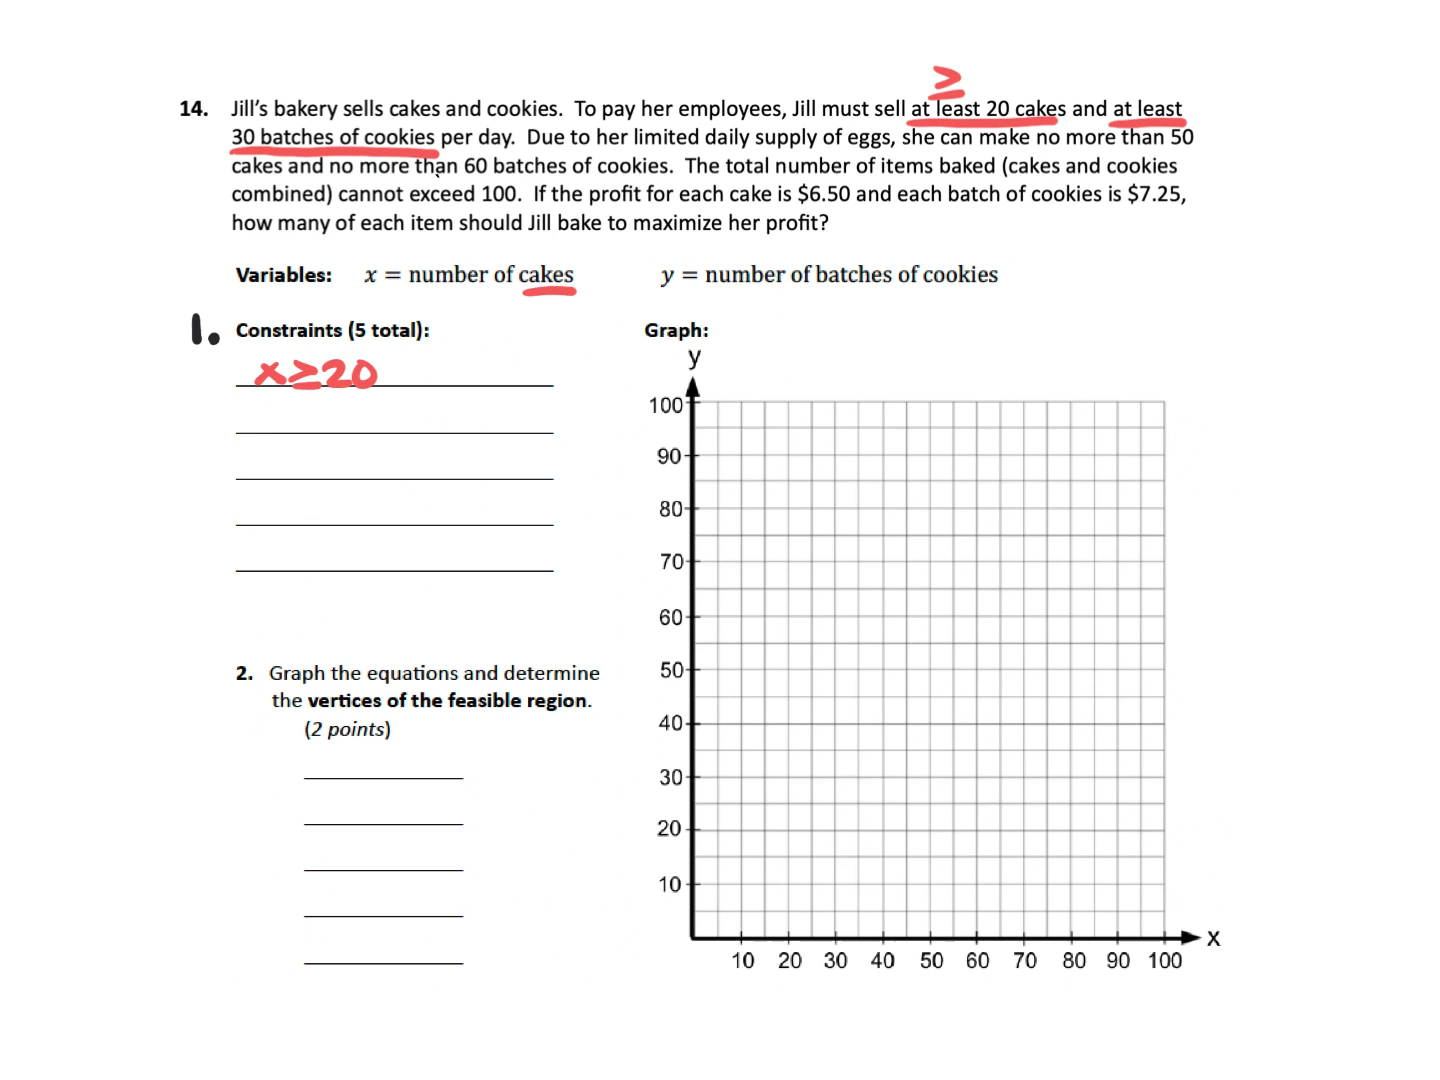 ≥
14. Jill's bakery sells cakes and cookies. To pay her employees, Jill must sell at least 20 cakes and at least
30 batches of cookies per day. Due to her limited daily supply of eggs, she can make no more than 50
cakes and no more than 60 batches of cookies. The total number of items baked (cakes and cookies
combined) cannot exceed 100. If the profit for each cake is $6.50 and each batch of cookies is $7.25,
how many of each item should Jill bake to maximize her profit?
Variables: x = number of cakes y = number of batches of cookies
1. Constraints (5 total):
x ≥ 20
2. Graph the equations and determine
the vertices of the feasible region.
(2 points)
Graph:
y
100
90
80
70
60
50
40
30
20
10
x
10 20 30 40 50 60 70 80 90 100